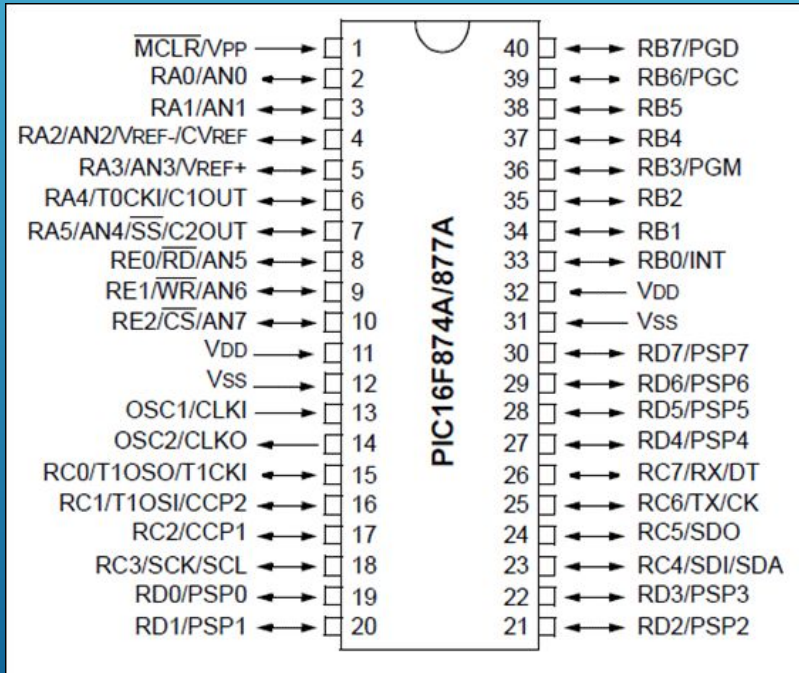 MCLR/VPP 1
RA0/AN0 2
RA1/AN1 3
RA2/AN2/VREF-/CVREF 4
RA3/AN3/VREF+ 5
RA4/T0CKI/C1OUT 6
RA5/AN4/SS/C2OUT 7
RE0/RD/AN5 8
RE1/WR/AN6 9
RE2/CS/AN7 10
VDD 11
VSS 12
OSC1/CLKI 13
OSC2/CLKO 14
RC0/T1OSO/T1CKI 15
RC1/T1OSI/CCP2 16
RC2/CCP1 17
RC3/SCK/SCL 18
RD0/PSP0 19
RD1/PSP1 20
PIC16F874A/877A
40 RB7/PGD
39 RB6/PGC
38 RB5
37 RB4
36 RB3/PGM
35 RB2
34 RB1
33 RB0/INT
32 VDD
31 VSS
30 RD7/PSP7
29 RD6/PSP6
28 RD5/PSP5
27 RD4/PSP4
26 RC7/RX/DT
25 RC6/TX/CK
24 RC5/SDO
23 RC4/SDI/SDA
22 RD3/PSP3
21 RD2/PSP2